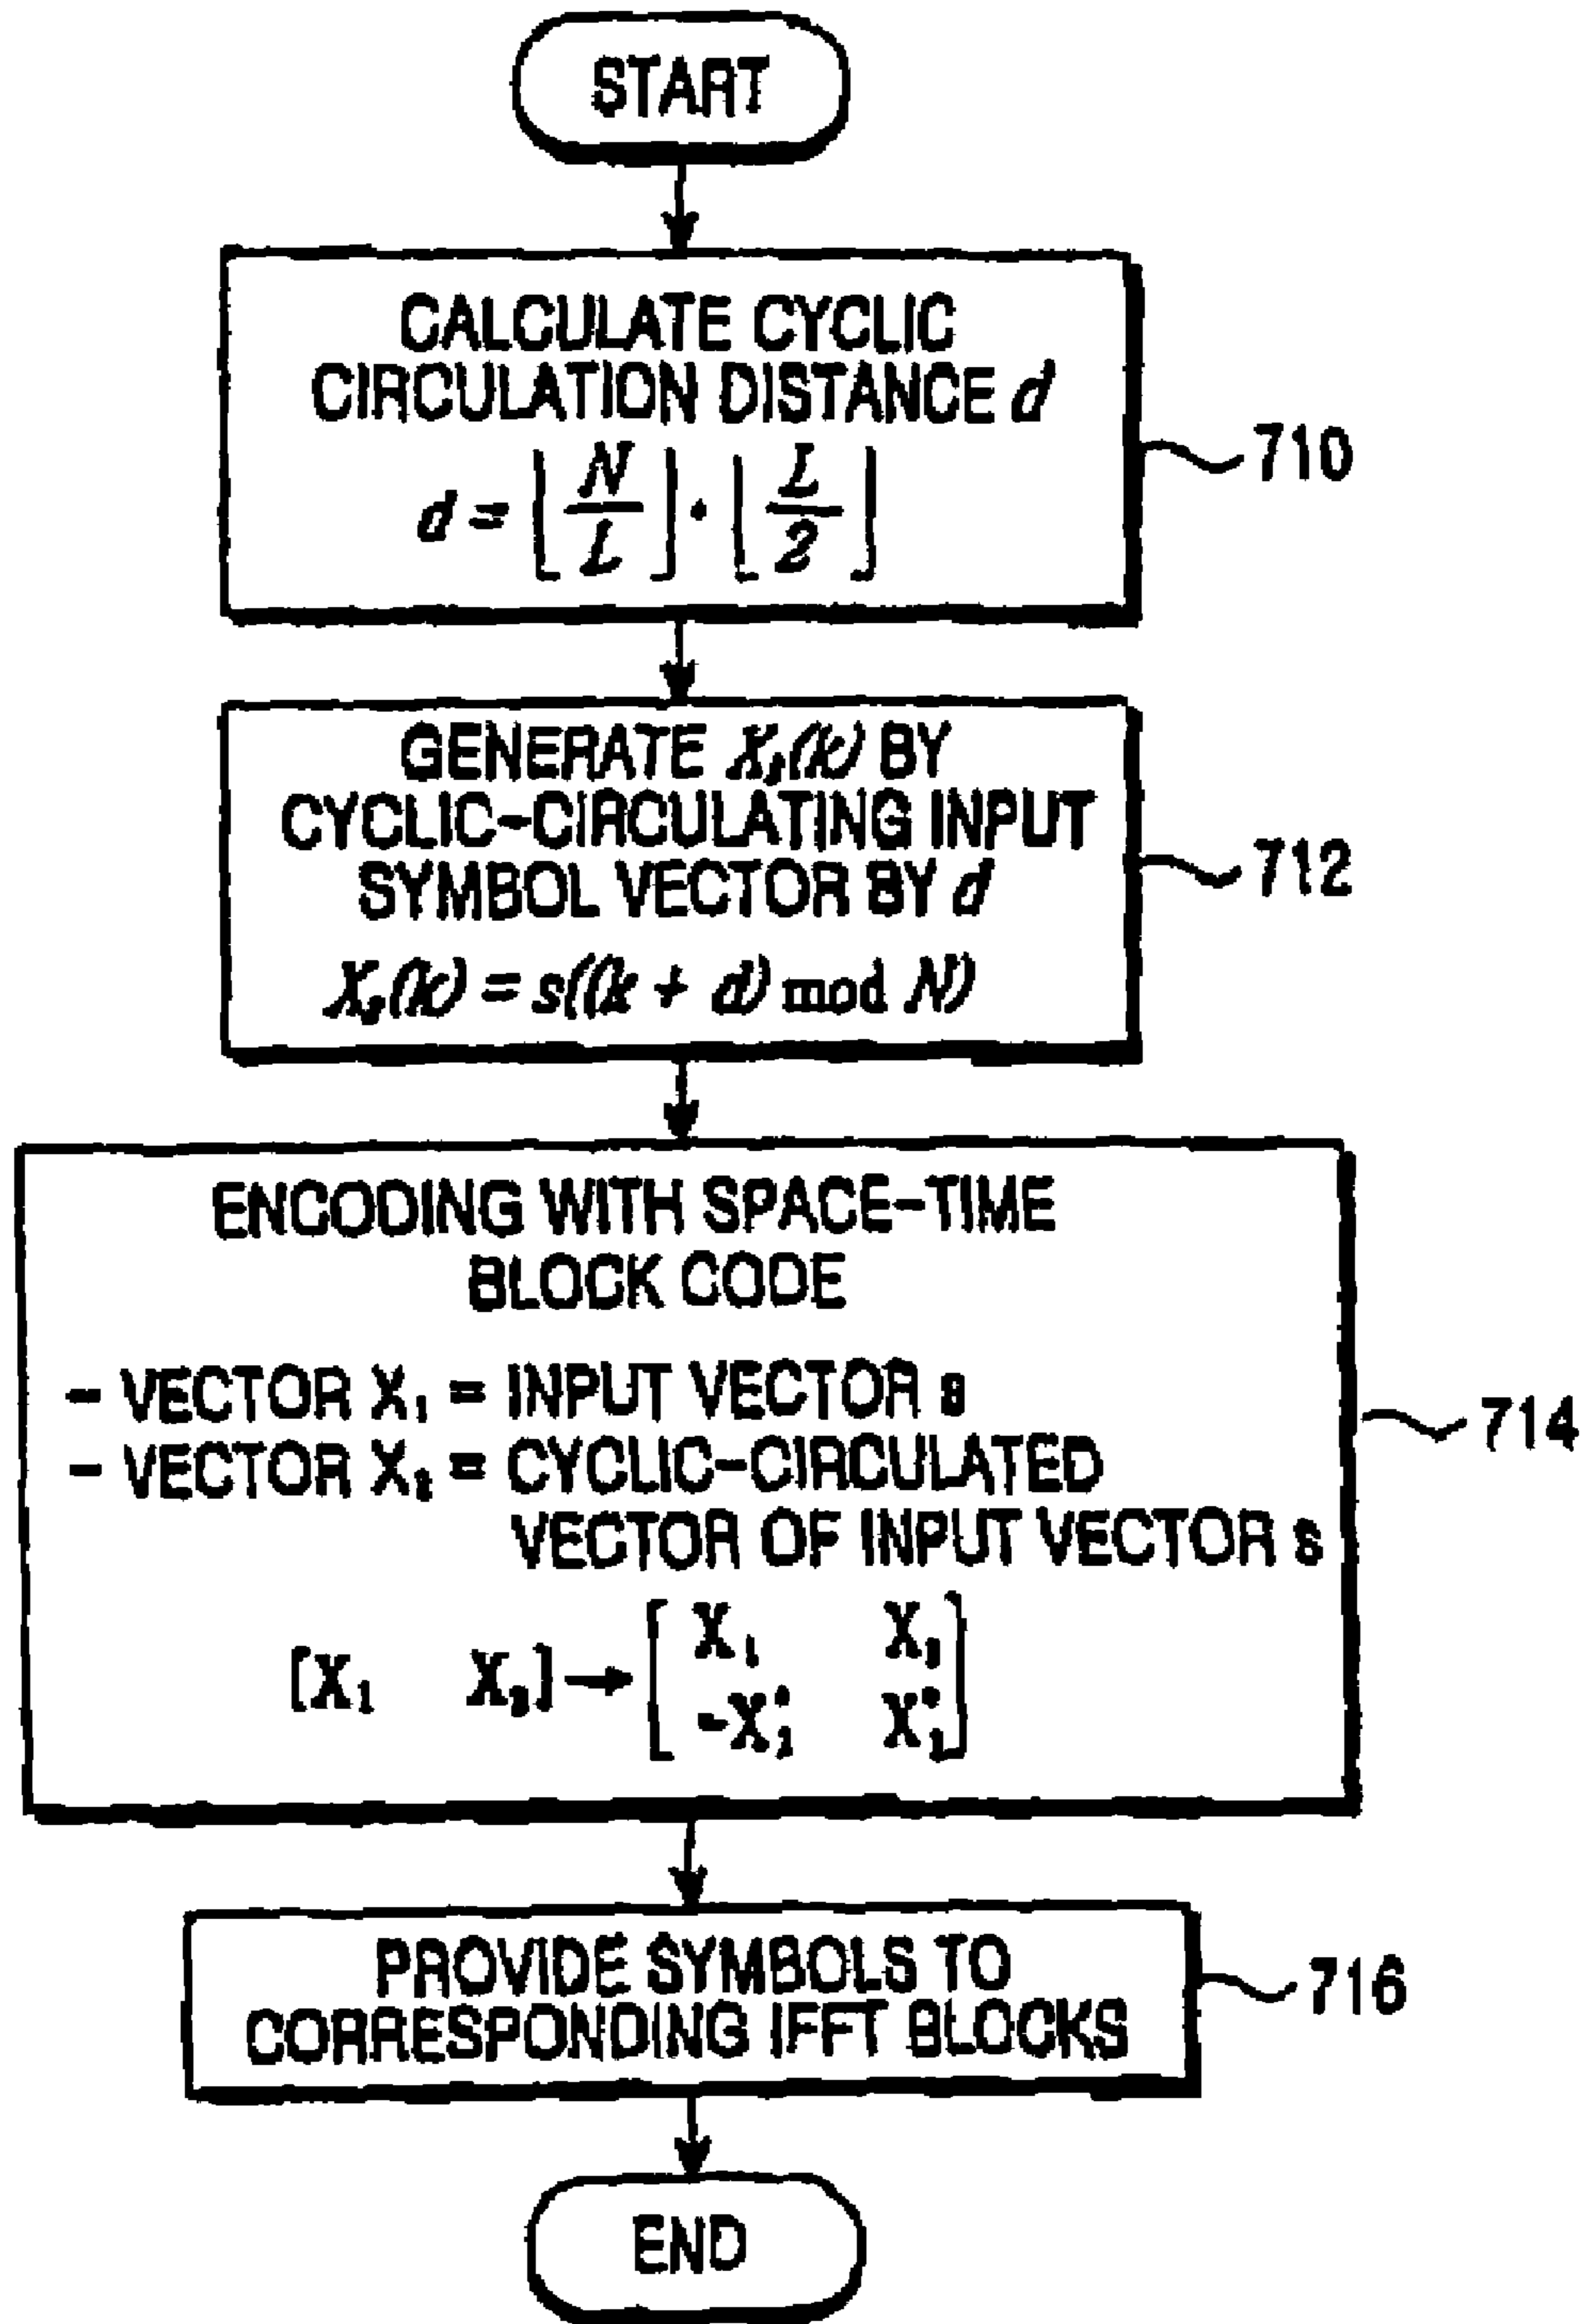 START
CALCULATE CYCLIC
CIRCULATION DISTANCE d
d = ⌊N/L⌋ · ⌊L/2⌋
710
GENERATE X₂(k) BY
CYCLIC-CIRCULATING INPUT
SYMBOL VECTOR BY d
X₂(k) = s((k + d) mod N)
712
ENCODING WITH SPACE-TIME
BLOCK CODE
- VECTOR X₁ = INPUT VECTOR s
- VECTOR X₂ = CYCLIC-CIRCULATED
VECTOR OF INPUT VECTOR s
714
[X₁ X₂] → [X₁ X₂
-X₂* X₁*]
PROVIDE SYMBOLS TO
CORRESPONDING IFFT BLOCKS
716
END